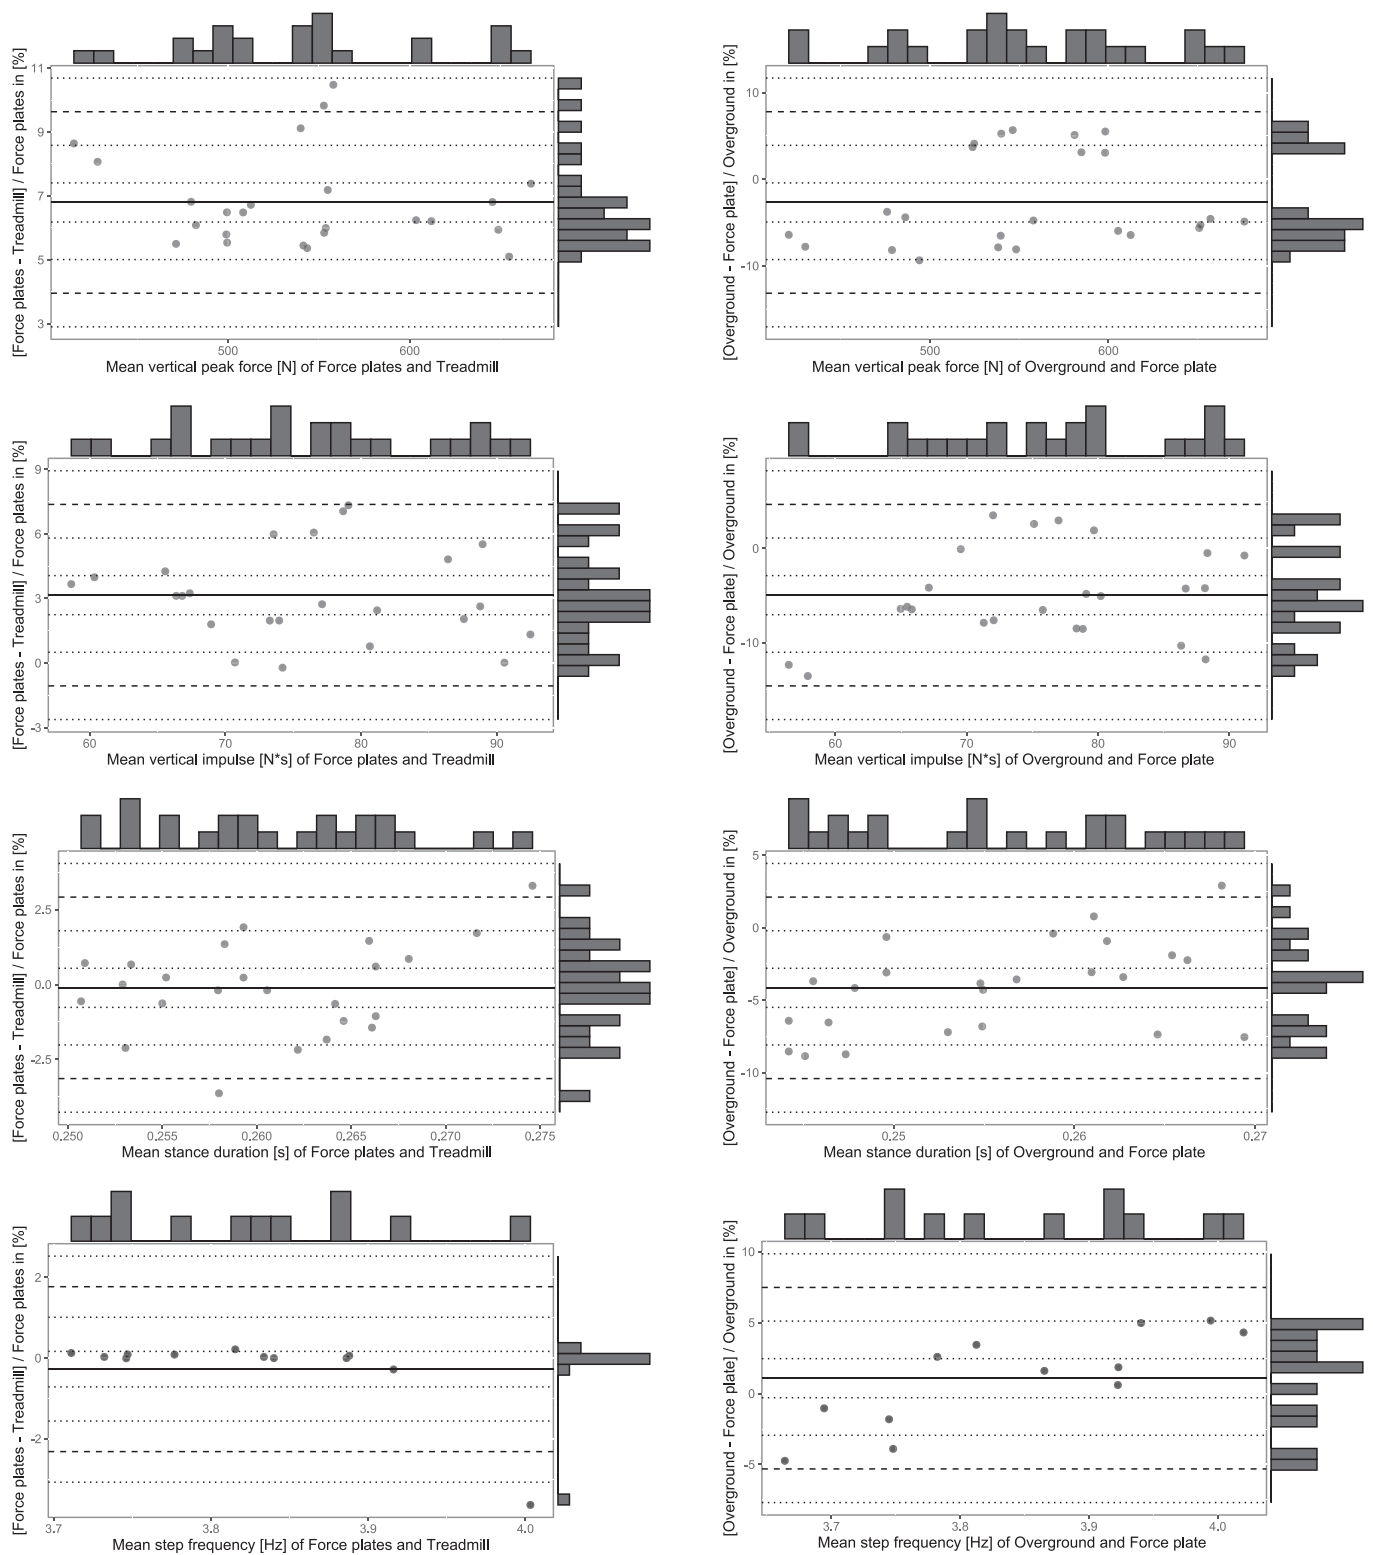 [Force plates - Treadmill] / Force plates in [%]
11
9
7
5
3
500 600
Mean vertical peak force [N] of Force plates and Treadmill
[Overground - Force plate] / Overground in [%]
10
0
-10
500 600
Mean vertical peak force [N] of Overground and Force plate
[Force plates - Treadmill] / Force plates in [%]
9
6
3
0
-3
60 70 80 90
Mean vertical impulse [N*s] of Force plates and Treadmill
[Overground - Force plate] / Overground in [%]
0
-10
60 70 80 90
Mean vertical impulse [N*s] of Overground and Force plate
[Force plates - Treadmill] / Force plates in [%]
2.5
0.0
-2.5
0.250 0.255 0.260 0.265 0.270 0.275
Mean stance duration [s] of Force plates and Treadmill
[Overground - Force plate] / Overground in [%]
5
0
-5
-10
0.25 0.26 0.27
Mean stance duration [s] of Overground and Force plate
[Force plates - Treadmill] / Force plates in [%]
2
0
-2
3.7 3.8 3.9 4.0
Mean step frequency [Hz] of Force plates and Treadmill
[Overground - Force plate] / Overground in [%]
10
5
0
-5
3.7 3.8 3.9 4.0
Mean step frequency [Hz] of Overground and Force plate